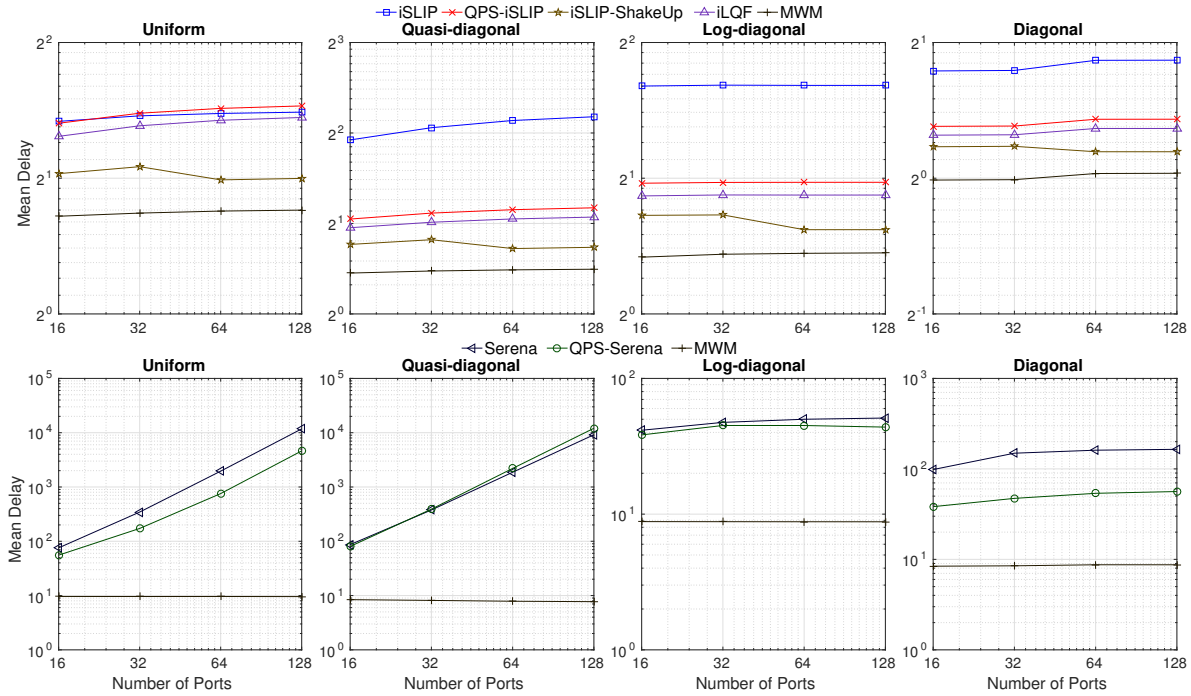 iSLIP QPS-iSLIP iSLIP-ShakeUp iLQF MWM
Uniform Quasi-diagonal Log-diagonal Diagonal
2^2 2^3 2^2 2^1
2^2
Mean Delay
2^1 2^1 2^1 2^0
2^0 2^0 2^0 2^-1
16 32 64 128 16 32 64 128 16 32 64 128 16 32 64 128
Serena QPS-Serena MWM
Uniform Quasi-diagonal Log-diagonal Diagonal
10^5 10^5 10^2 10^3
10^4 10^4
10^3 10^3 10^2
Mean Delay
10^2 10^2 10^1
10^1 10^1 10^1
10^0 10^0 10^0 10^0
16 32 64 128 16 32 64 128 16 32 64 128 16 32 64 128
Number of Ports Number of Ports Number of Ports Number of Ports